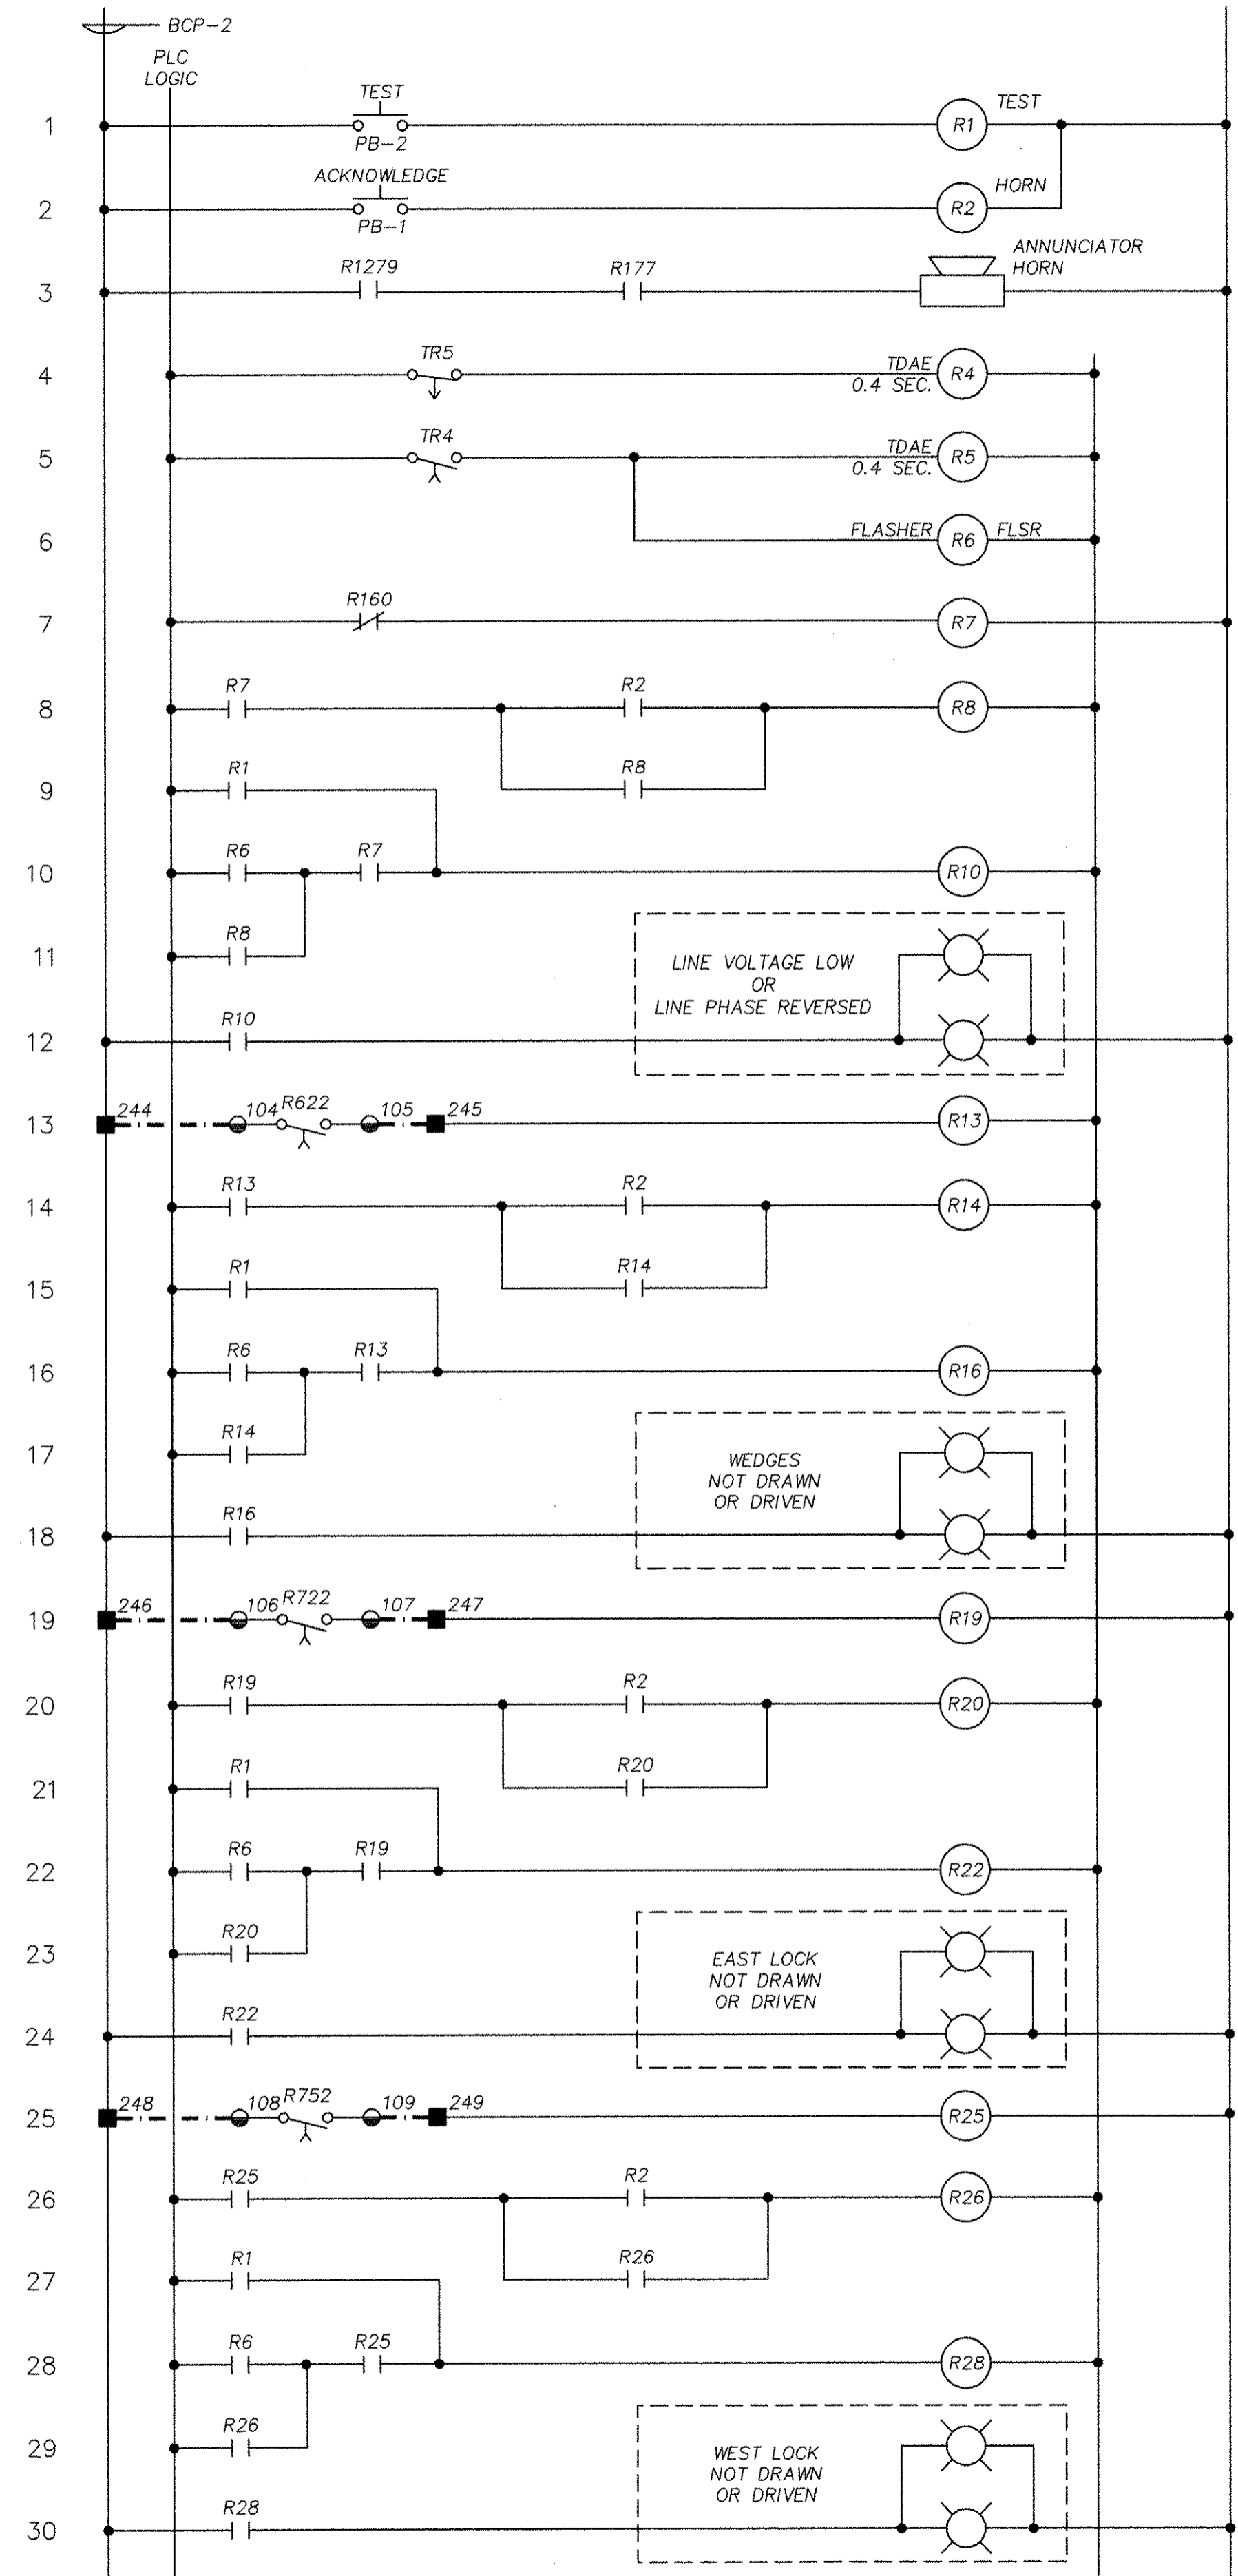 BCP-2
PLC
LOGIC
1
TEST
PB-2
R1
TEST
2
ACKNOWLEDGE
PB-1
R2
HORN
3
R1279
R177
ANNUNCIATOR
HORN
4
TR5
TDAE
0.4 SEC.
R4
5
TR4
TDAE
0.4 SEC.
R5
6
FLASHER
R6
FLSR
7
R160
R7
8
R7
R2
R8
9
R1
R8
10
R6
R7
R10
11
R8
LINE VOLTAGE LOW
OR
LINE PHASE REVERSED
12
R10
13
244
104
R622
105
245
R13
14
R13
R2
R14
15
R1
R14
16
R6
R13
R16
17
R14
WEDGES
NOT DRAWN
OR DRIVEN
18
R16
19
246
106
R722
107
247
R19
20
R19
R2
R20
21
R1
R20
22
R6
R19
R22
23
R20
EAST LOCK
NOT DRAWN
OR DRIVEN
24
R22
25
248
108
R752
109
249
R25
26
R25
R2
R26
27
R1
R26
28
R6
R25
R28
29
R26
WEST LOCK
NOT DRAWN
OR DRIVEN
30
R28